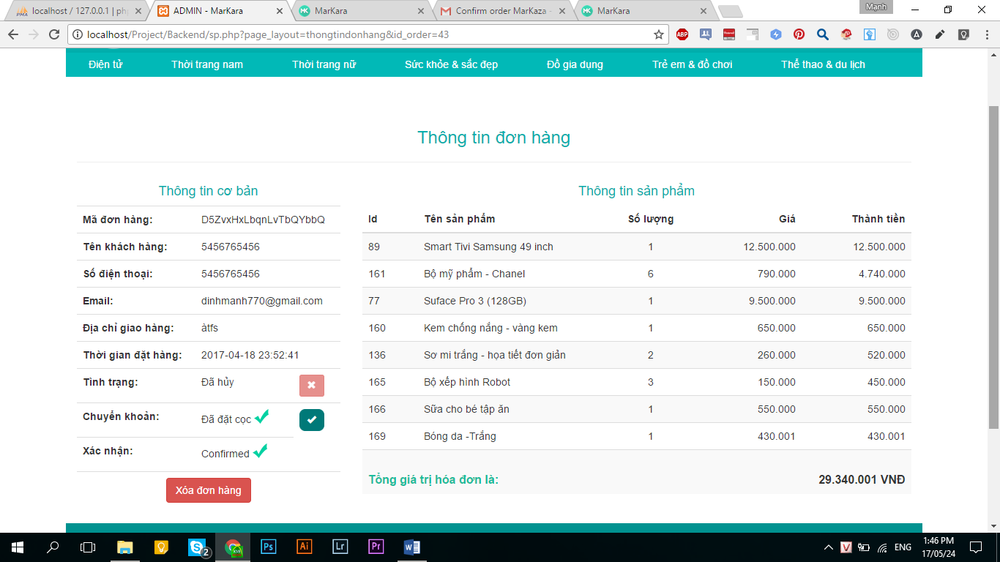 localhost / 127.0.0.1 | ph
ADMIN - MarKara
MarKara
Confirm order MarKaza -
MarKara
Mạnh
localhost/Project/Backend/sp.php?page_layout=thongtindonhang&id_order=43
ABP
Điện tử Thời trang nam Thời trang nữ Sức khỏe & sắc đẹp Đồ gia dụng Trẻ em & đồ chơi Thể thao & du lịch
Thông tin đơn hàng
Thông tin cơ bản
Mã đơn hàng: D5ZvxHxLbqnLvTbQYbbQ
Tên khách hàng: 5456765456
Số điện thoại: 5456765456
Email: dinhmanh770@gmail.com
Địa chỉ giao hàng: àtfs
Thời gian đặt hàng: 2017-04-18 23:52:41
Tình trạng: Đã hủy
Chuyển khoản: Đã đặt cọc
Xác nhận: Confirmed
Xóa đơn hàng
Thông tin sản phẩm
Id Tên sản phẩm Số lượng Giá Thành tiền
89 Smart Tivi Samsung 49 inch 1 12.500.000 12.500.000
161 Bộ mỹ phẩm - Chanel 6 790.000 4.740.000
77 Suface Pro 3 (128GB) 1 9.500.000 9.500.000
160 Kem chống nắng - vàng kem 1 650.000 650.000
136 Sơ mi trắng - họa tiết đơn giản 2 260.000 520.000
165 Bộ xếp hình Robot 3 150.000 450.000
166 Sữa cho bé tập ăn 1 550.000 550.000
169 Bóng da -Trắng 1 430.001 430.001
Tổng giá trị hóa đơn là: 29.340.001 VNĐ
2
Ps
Ai
Lr
Pr
V
ENG
1:46 PM
17/05/24